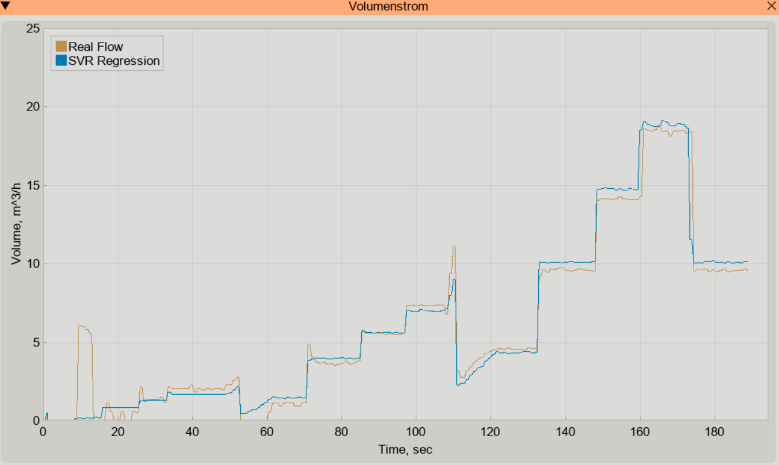 Volumenstrom
Real Flow
SVR Regression
Volume, m^3/h
25
20
15
10
5
0
0 20 40 60 80 100 120 140 160 180
Time, sec